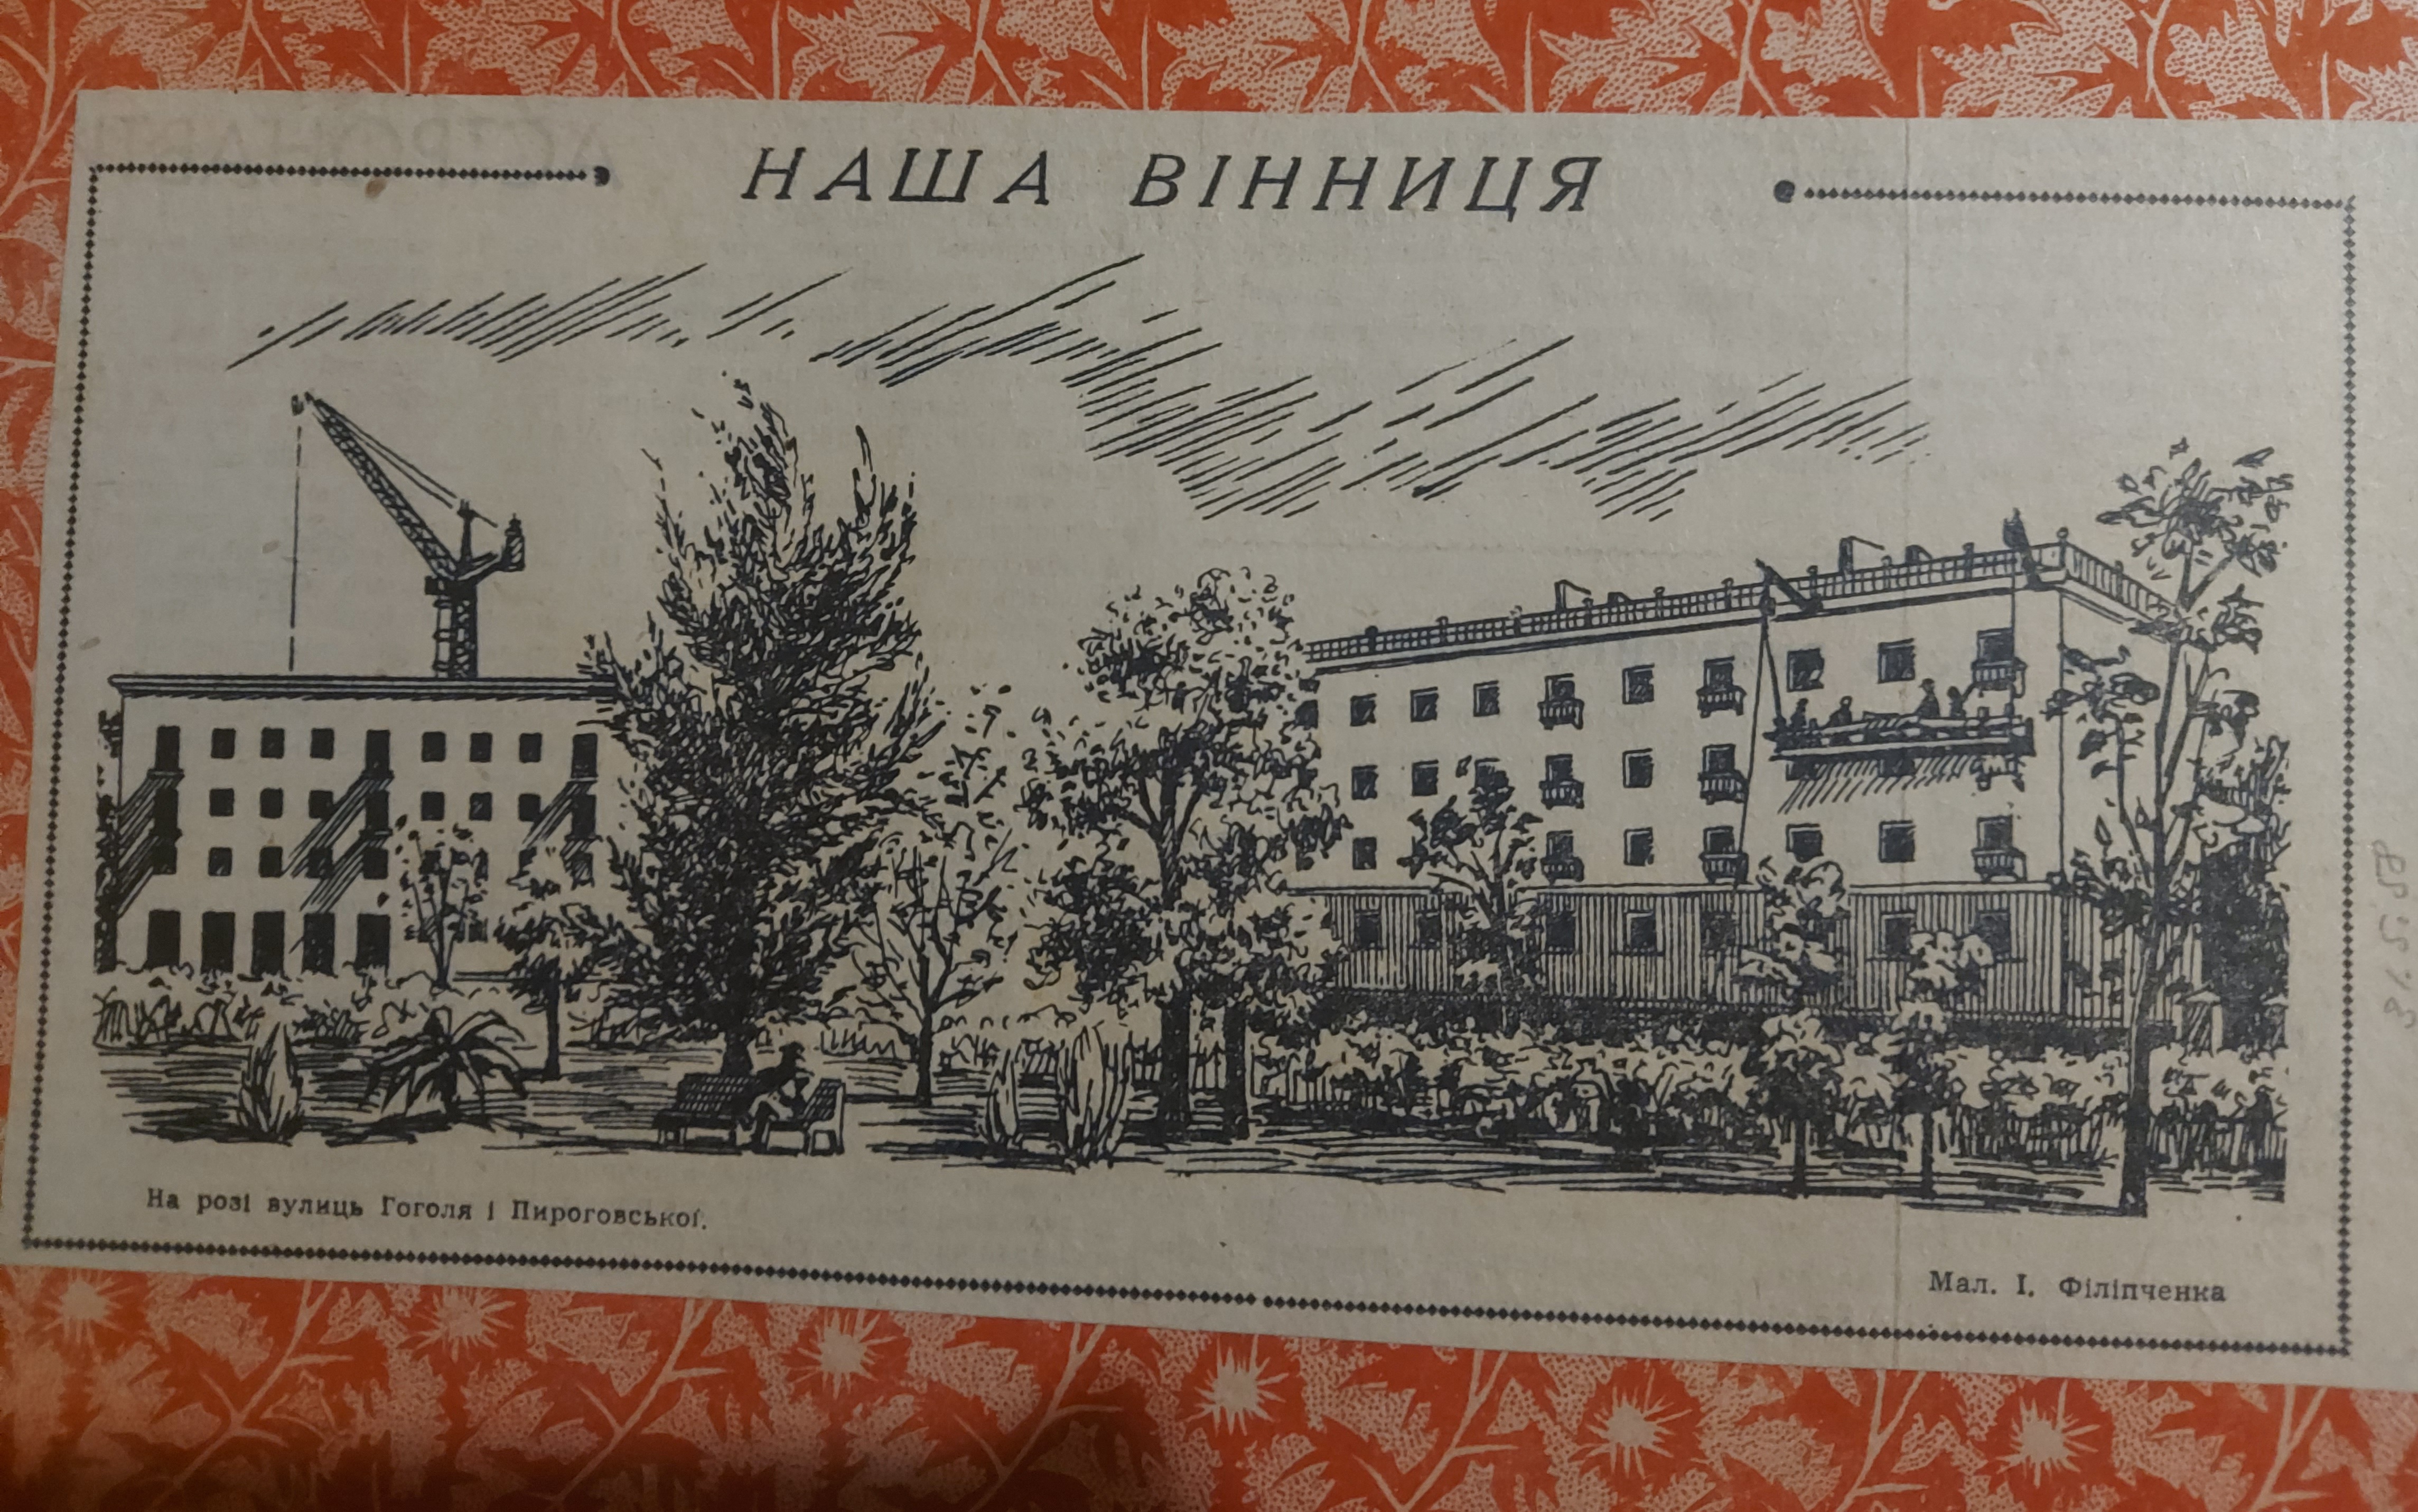 НАША ВІННИЦЯ
На розі вулиць Гоголя і Пироговської.
Мал. І. Філіпченка